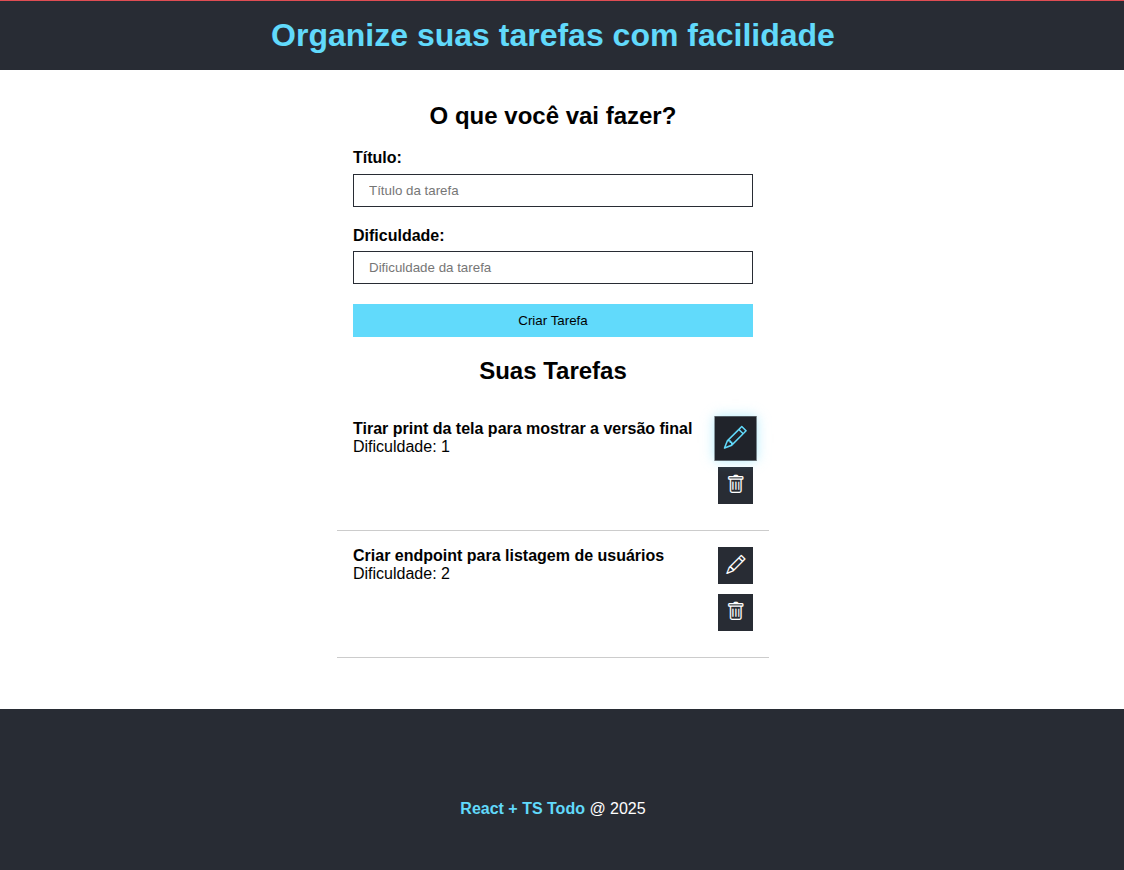 Organize suas tarefas com facilidade
O que você vai fazer?
Título:
Título da tarefa
Dificuldade:
Dificuldade da tarefa
Criar Tarefa
Suas Tarefas
Tirar print da tela para mostrar a versão final
Dificuldade: 1
Criar endpoint para listagem de usuários
Dificuldade: 2
React + TS Todo @ 2025